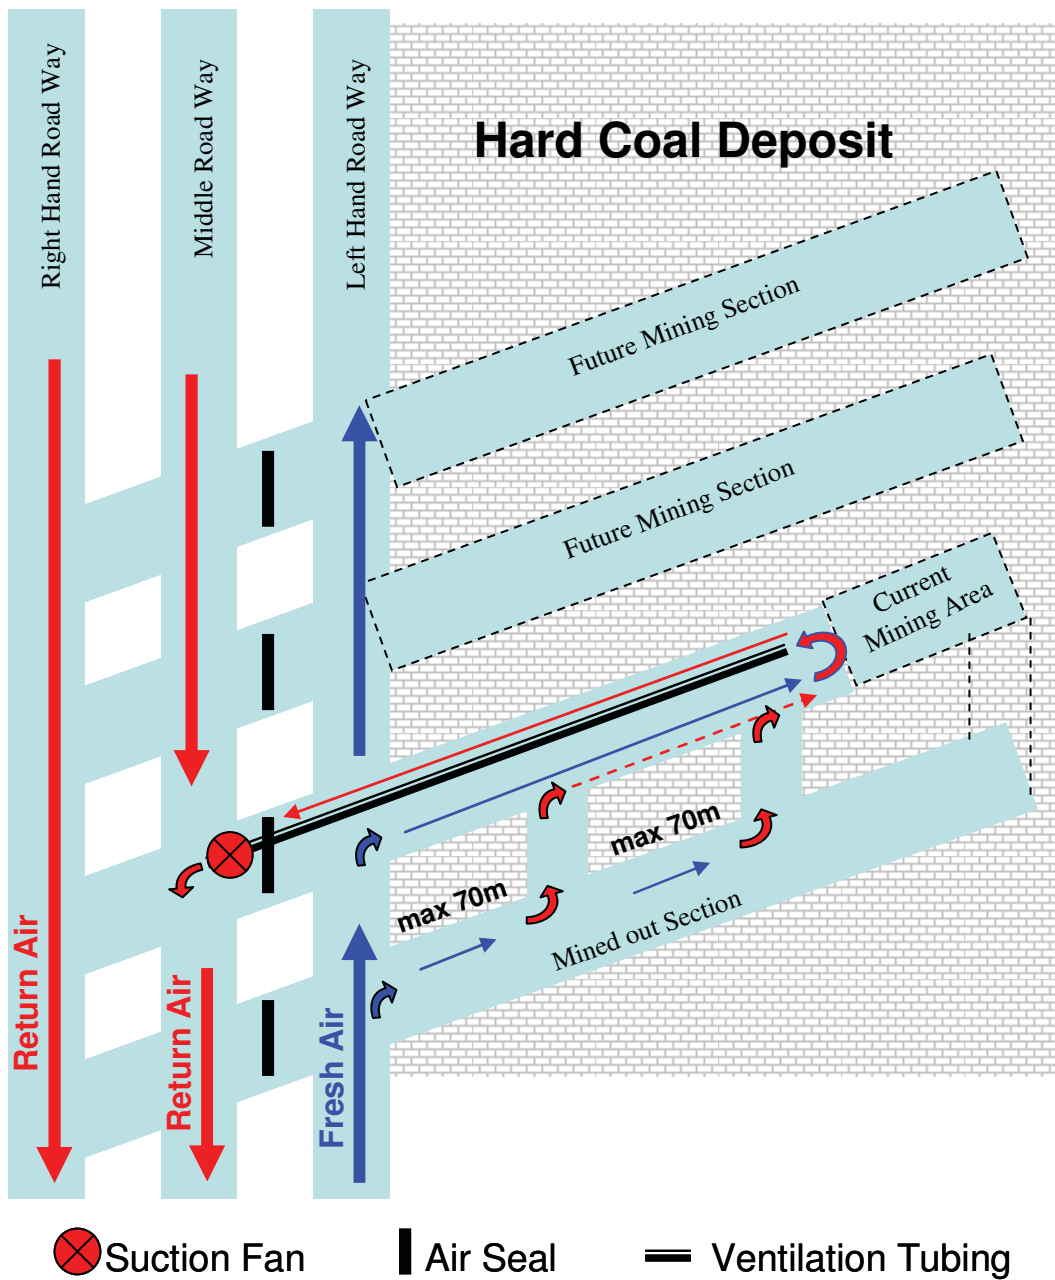 Right Hand Road Way
Middle Road Way
Left Hand Road Way
Hard Coal Deposit
Future Mining Section
Future Mining Section
Current
Mining Area
max 70m
max 70m
Mined out Section
Return Air
Return Air
Fresh Air
Suction Fan
Air Seal
Ventilation Tubing